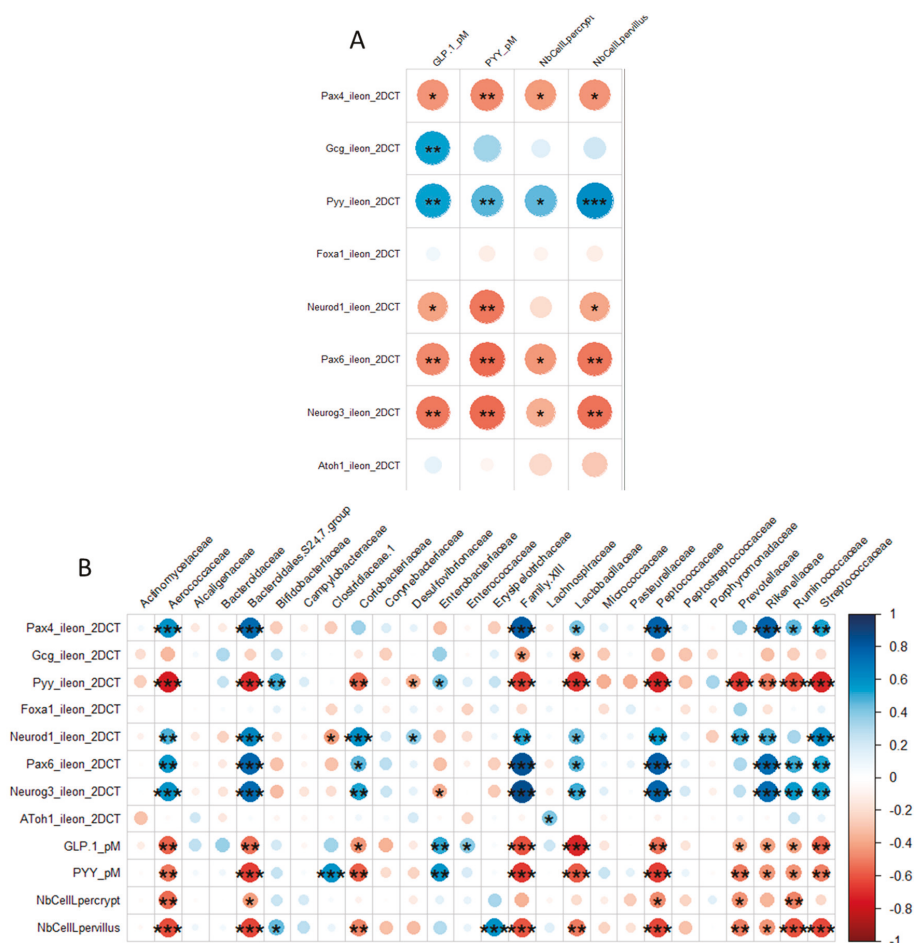 A
GLP.1_pM
PYY_pM
NbCellLpercrypt
NbCellLpervillus
Pax4_ileon_2DCT * ** * *
Gcg_ileon_2DCT **
Pyy_ileon_2DCT ** ** * ***
Foxa1_ileon_2DCT
Neurod1_ileon_2DCT * ** *
Pax6_ileon_2DCT ** ** * **
Neurog3_ileon_2DCT ** ** * **
Atoh1_ileon_2DCT
B
Actinomycetaceae
Aerococcaceae
Alcaligenaceae
Bacteroidaceae
Bacteroidales.S24.7.group
Bifidobacteriaceae
Campylobacteraceae
Clostridiaceae.1
Coriobacteriaceae
Corynebacteriaceae
Desulfovibrionaceae
Enterobacteriaceae
Enterococcaceae
Erysipelotrichaceae
Family.XIII
Lachnospiraceae
Lactobacillaceae
Micrococcaceae
Pasteurellaceae
Peptococcaceae
Peptostreptococcaceae
Porphyromonadaceae
Prevotellaceae
Rikenellaceae
Ruminococcaceae
Streptococcaceae
Pax4_ileon_2DCT *** *** *** * *** *** * **
Gcg_ileon_2DCT * *
Pyy_ileon_2DCT *** *** ** ** * * *** *** *** *** ** *** ***
Foxa1_ileon_2DCT
Neurod1_ileon_2DCT ** *** * *** * ** * ** ** ** ***
Pax6_ileon_2DCT ** *** * *** * *** *** ** **
Neurog3_ileon_2DCT *** *** ** * *** ** *** *** ** **
AToh1_ileon_2DCT *
GLP.1_pM ** ** * ** * *** *** ** * * ** **
PYY_pM ** *** *** ** ** *** *** *** ** * * **
NbCellLpercrypt ** * * * **
NbCellLpervillus *** *** * ** *** *** ** * ** * *** ***
1
0.8
0.6
0.4
0.2
0
-0.2
-0.4
-0.6
-0.8
-1